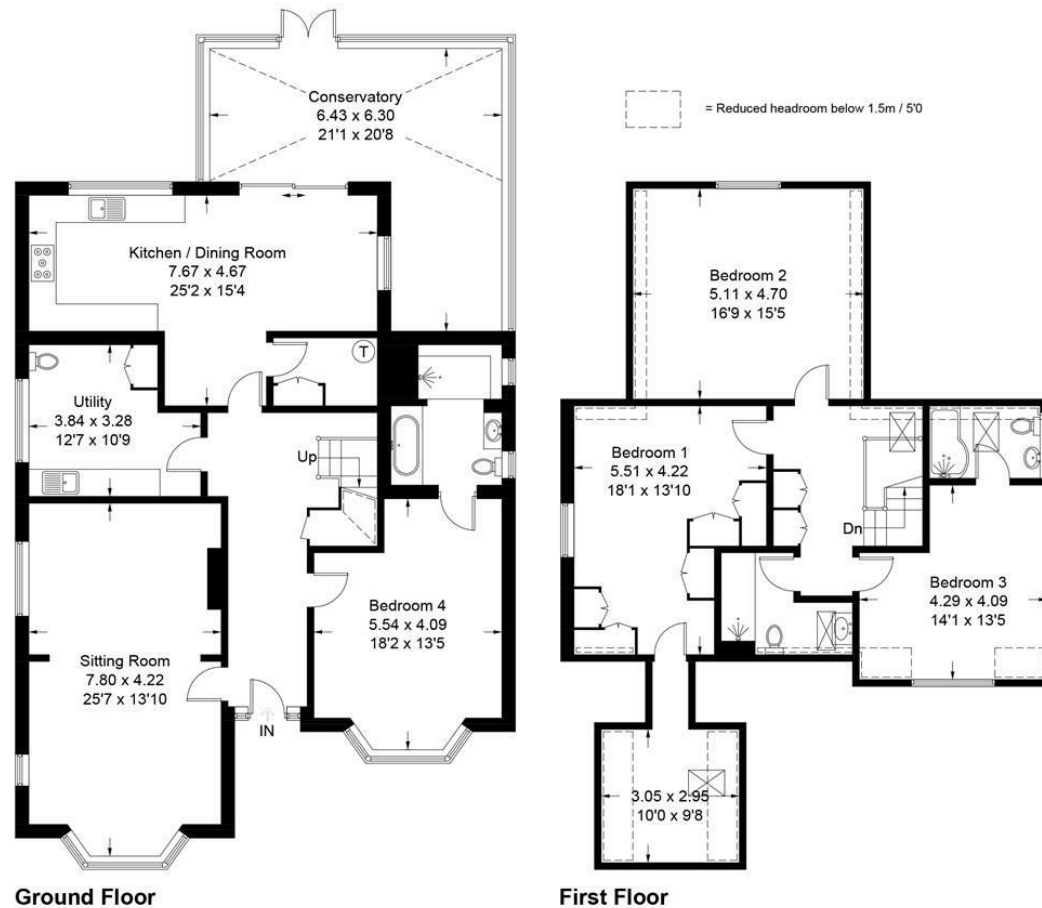 Conservatory
6.43 x 6.30
21'1 x 20'8
= Reduced headroom below 1.5m / 5'0
Kitchen / Dining Room
7.67 x 4.67
25'2 x 15'4
T
Utility
3.84 x 3.28
12'7 x 10'9
Up
Bedroom 4
5.54 x 4.09
18'2 x 13'5
Sitting Room
7.80 x 4.22
25'7 x 13'10
IN
Ground Floor
Bedroom 2
5.11 x 4.70
16'9 x 15'5
Bedroom 1
5.51 x 4.22
18'1 x 13'10
Dn
Bedroom 3
4.29 x 4.09
14'1 x 13'5
3.05 x 2.95
10'0 x 9'8
First Floor